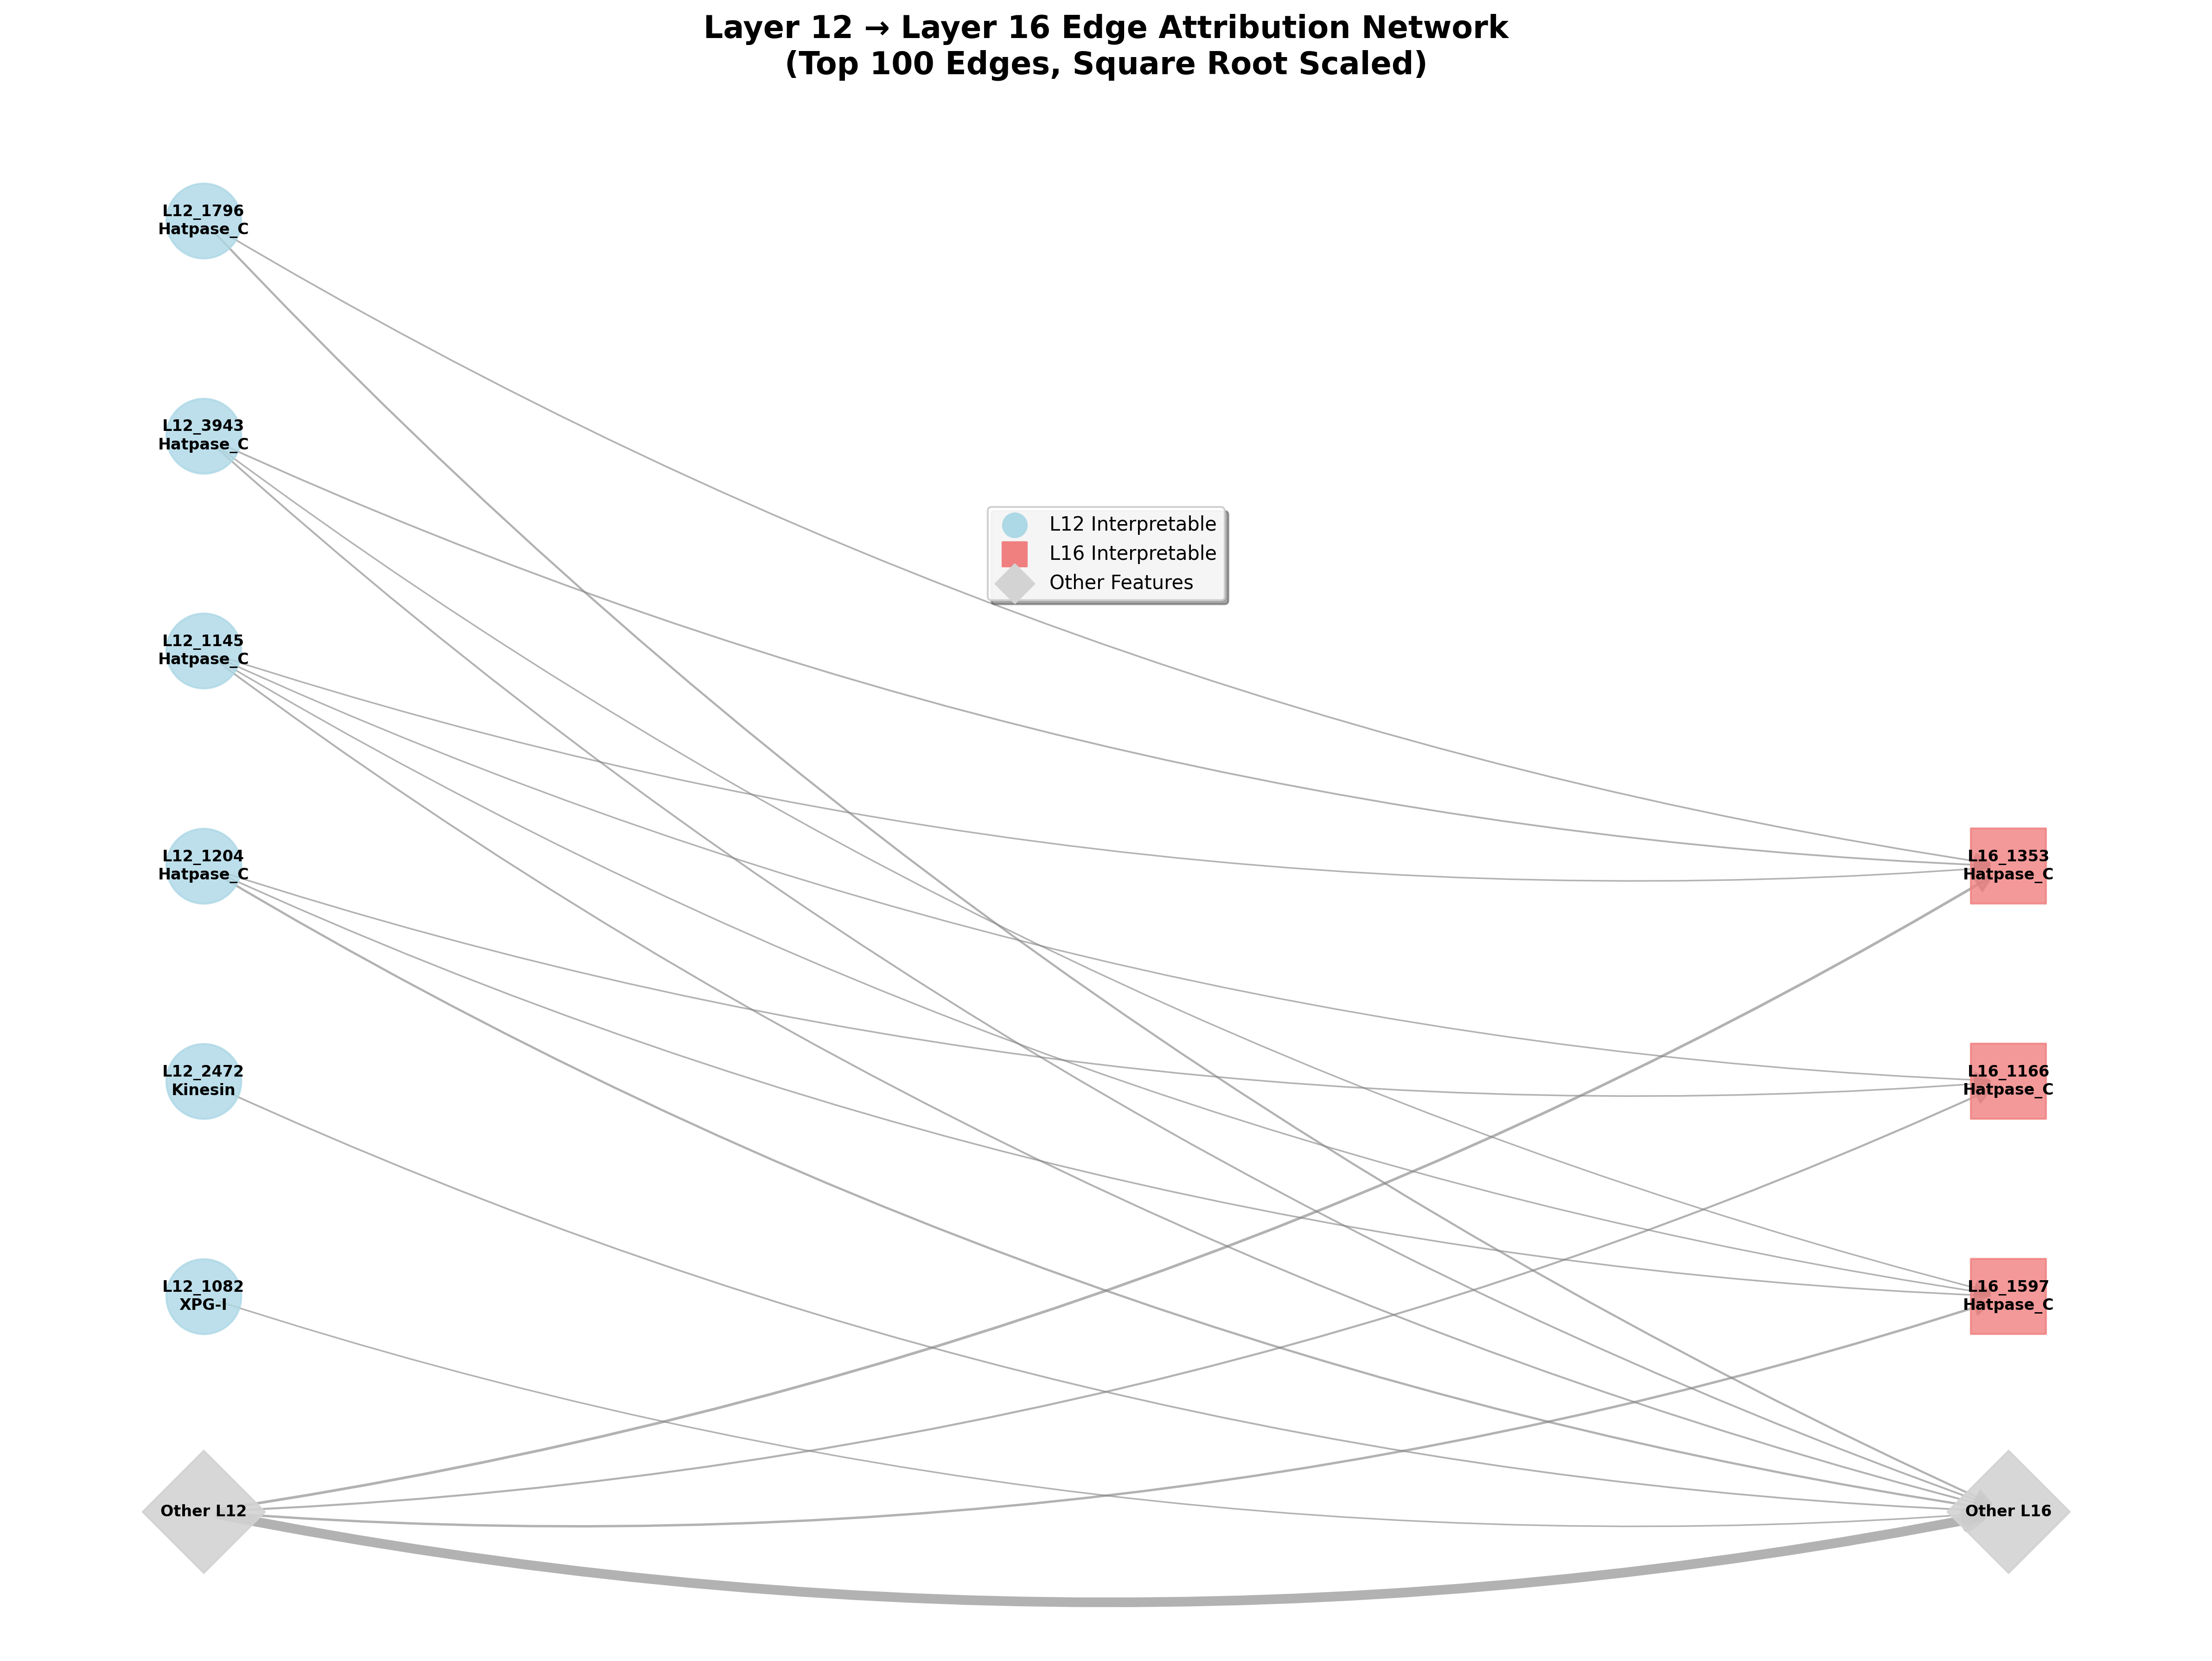 Layer 12 → Layer 16 Edge Attribution Network
(Top 100 Edges, Square Root Scaled)
L12_1796
Hatpase_C
L12_3943
Hatpase_C
L12_1145
Hatpase_C
L12_1204
Hatpase_C
L12_2472
Kinesin
L12_1082
XPG-I
Other L12
L12 Interpretable
L16 Interpretable
Other Features
L16_1353
Hatpase_C
L16_1166
Hatpase_C
L16_1597
Hatpase_C
Other L16